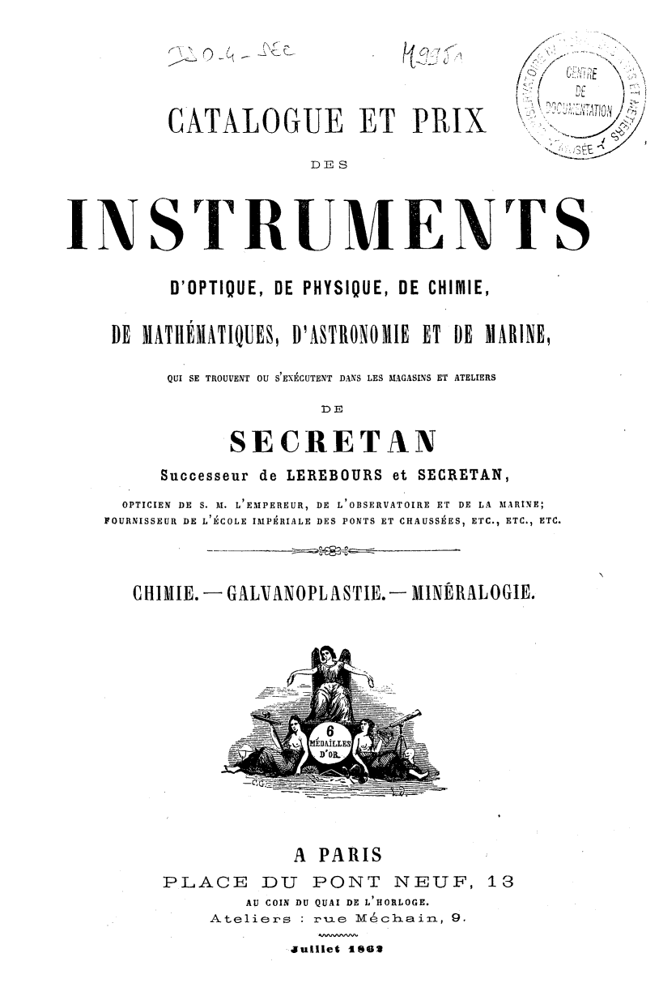 CATALOGUE ET PRIX
DES
INSTRUMENTS
D'OPTIQUE, DE PHYSIQUE, DE CHIMIE,
DE MATHÉMATIQUES, D'ASTRONOMIE ET DE MARINE,
QUI SE TROUVENT OU S'EXÉCUTENT DANS LES MAGASINS ET ATELIERS
DE
SECRETAN
Successeur de LEREBOURS et SECRETAN,
OPTICIEN DE S. M. L'EMPEREUR, DE L'OBSERVATOIRE ET DE LA MARINE;
FOURNISSEUR DE L'ÉCOLE IMPÉRIALE DES PONTS ET CHAUSSÉES, ETC., ETC., ETC.
CHIMIE. — GALVANOPLASTIE. — MINÉRALOGIE.
6
MÉDAILLES
D'OR
C.G.
A PARIS
PLACE DU PONT NEUF, 13
AU COIN DU QUAI DE L'HORLOGE.
Ateliers : rue Méchain, 9.
Juillet 1862
CENTRE
DE
DOCUMENTATION
ET METIERS
MUSÉE